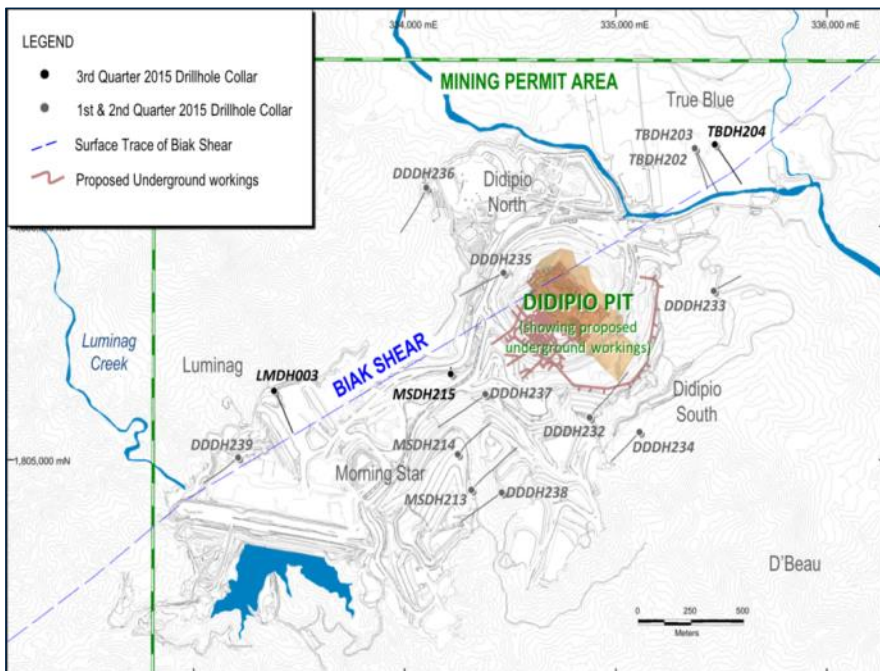 334,000 mE
335,000 mE
336,000 mE
LEGEND
3rd Quarter 2015 Drillhole Collar
1st & 2nd Quarter 2015 Drillhole Collar
Surface Trace of Biak Shear
Proposed Underground workings
MINING PERMIT AREA
True Blue
TBDH203
TBDH204
TBDH202
DDDH236
Didipio
North
DDDH235
DIDIPIO PIT
(showing proposed
underground workings)
DDDH233
Luminag
Creek
Luminag
BIAK SHEAR
LMDH003
MSDH215
DDDH237
Didipio
South
DDDH232
DDDH234
DDDH239
MSDH214
1,805,000 mN
Morning Star
MSDH213
DDDH238
D'Beau
0
250
500
Meters